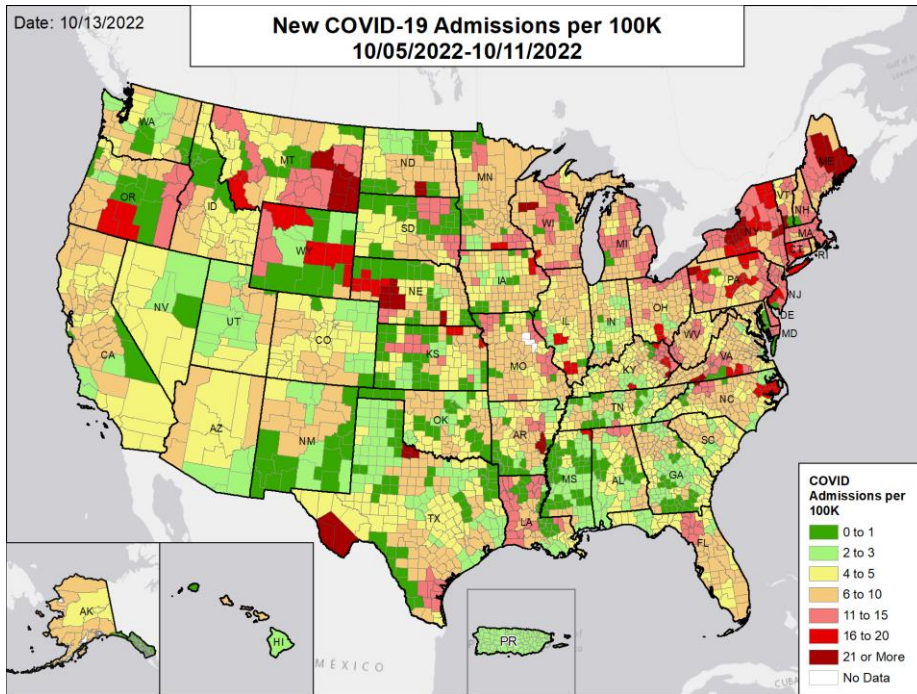 Date: 10/13/2022
New COVID-19 Admissions per 100K
10/05/2022-10/11/2022
WA
MT
ND
MN
ME
OR
ID
WY
SD
WI
MI
NY
VT
NH
MA
CT
RI
NV
UT
CO
NE
IA
IL
IN
OH
PA
NJ
DE
MD
CA
KS
MO
KY
WV
VA
AZ
NM
OK
AR
TN
NC
SC
TX
LA
MS
AL
GA
FL
AK
HI
PR
MÉXICO
CUBA
COVID
Admissions per
100K
0 to 1
2 to 3
4 to 5
6 to 10
11 to 15
16 to 20
21 or More
No Data